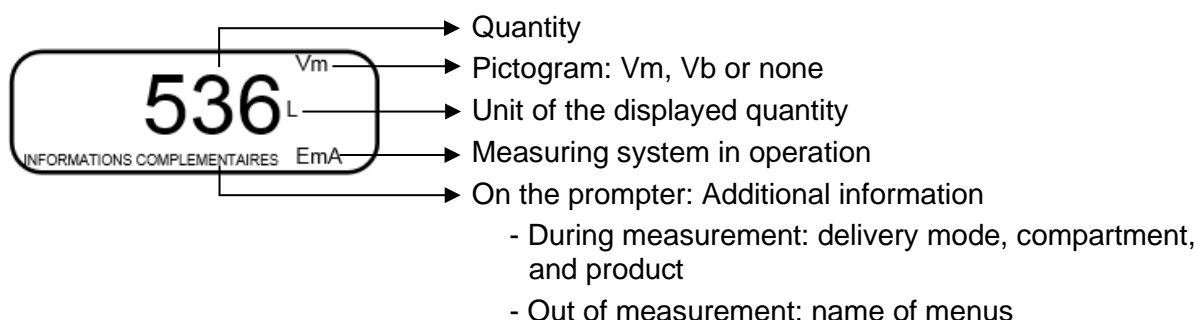 Quantity
Vm
Pictogram: Vm, Vb or none
536
L
Unit of the displayed quantity
INFORMATIONS COMPLEMENTAIRES
EmA
Measuring system in operation
On the prompter: Additional information
- During measurement: delivery mode, compartment,
and product
- Out of measurement: name of menus